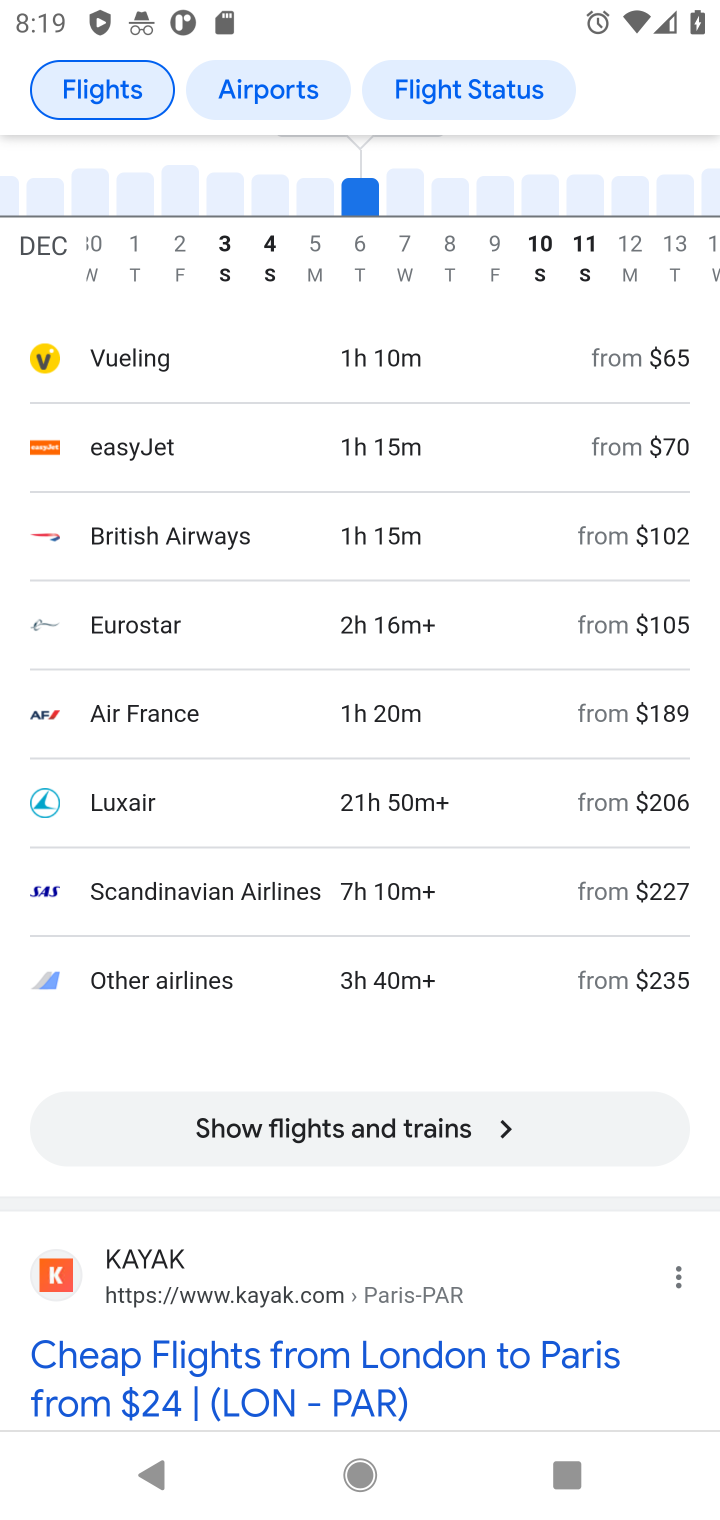 8:19
Flights Airports Flight Status
DEC 30 1 2 3 4 5 6 7 8 9 10 11 12 13 1
W T F S S M T W T F S S M T W
Vueling 1h 10m from $65
easyJet 1h 15m from $70
British Airways 1h 15m from $102
Eurostar 2h 16m+ from $105
AF Air France 1h 20m from $189
Luxair 21h 50m+ from $206
SAS Scandinavian Airlines 7h 10m+ from $227
Other airlines 3h 40m+ from $235
Show flights and trains
K KAYAK
https://www.kayak.com › Paris-PAR
Cheap Flights from London to Paris
from $24 | (LON - PAR)